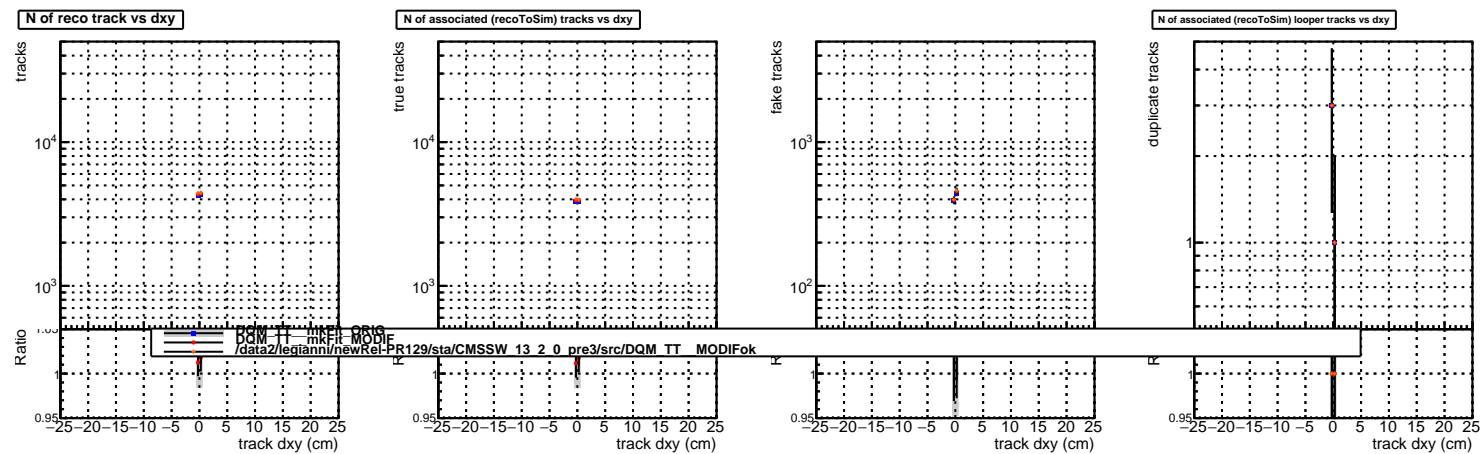 N of reco track vs dxy
N of associated (recoToSim) tracks vs dxy
N of associated (recoToSim) looper tracks vs dxy
tracks
10⁴
10³
Ratio
1
0.95
−25−20−15−10−5 0 5 10 15 20 25
track dxy (cm)
true tracks
10⁴
10³
1
0.95
−25−20−15−10−5 0 5 10 15 20 25
track dxy (cm)
fake tracks
10³
10²
1
0.95
−25−20−15−10−5 0 5 10 15 20 25
track dxy (cm)
duplicate tracks
1
1
0.95
−25−20−15−10−5 0 5 10 15 20 25
track dxy (cm)
DQM_TT__mkFit_ORIG
DQM_TT__mkFit_MODIF
/data2/legianni/newRel-PR129/sta/CMSSW_13_2_0_pre3/src/DQM_TT__MODIFok